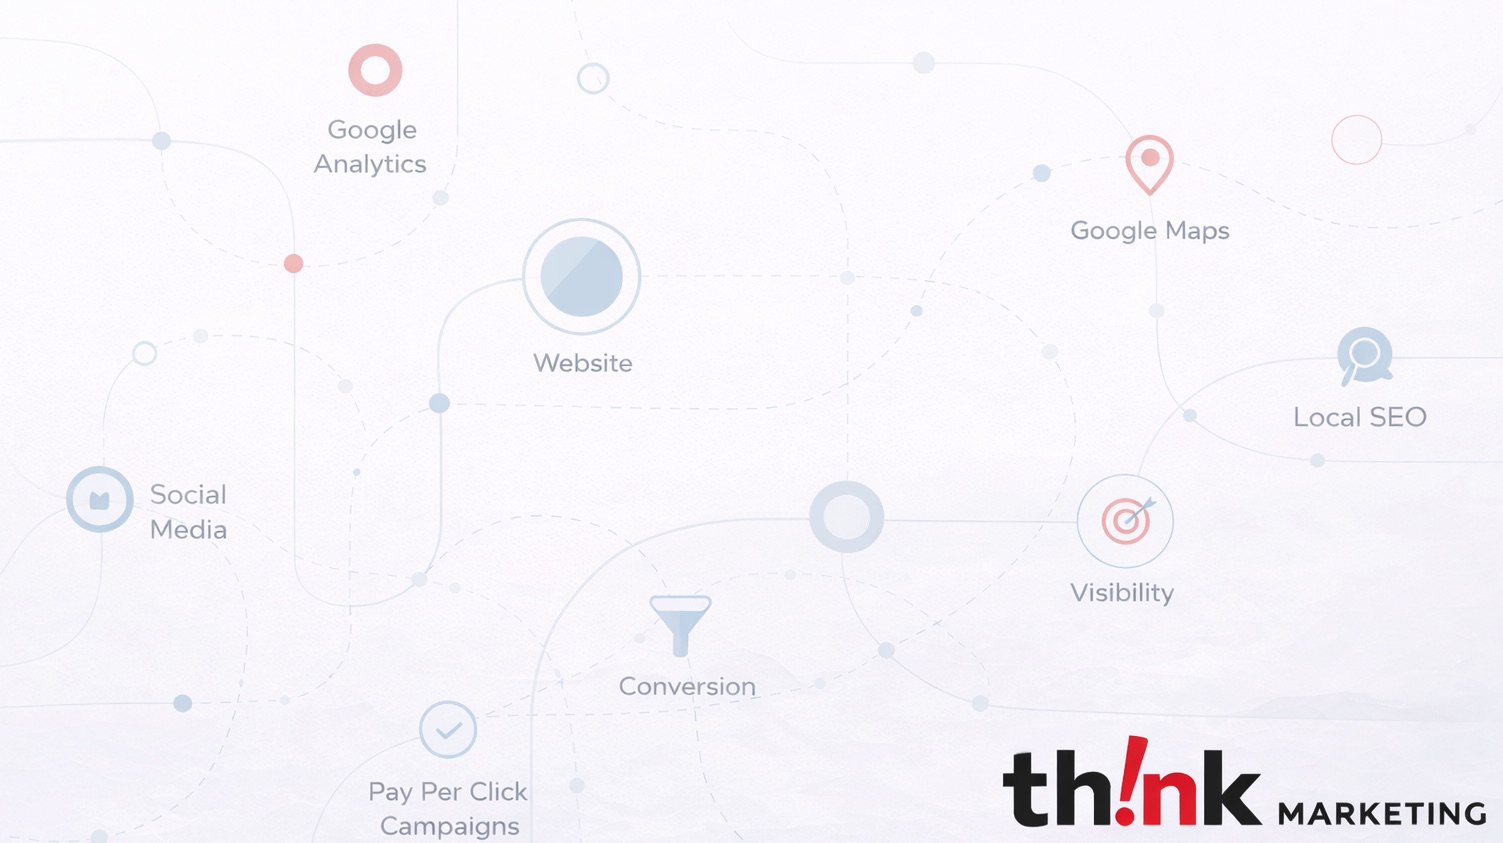 Google
Analytics
Google Maps
Website
Local SEO
Social
Media
Visibility
Conversion
Pay Per Click
Campaigns
th!nk MARKETING